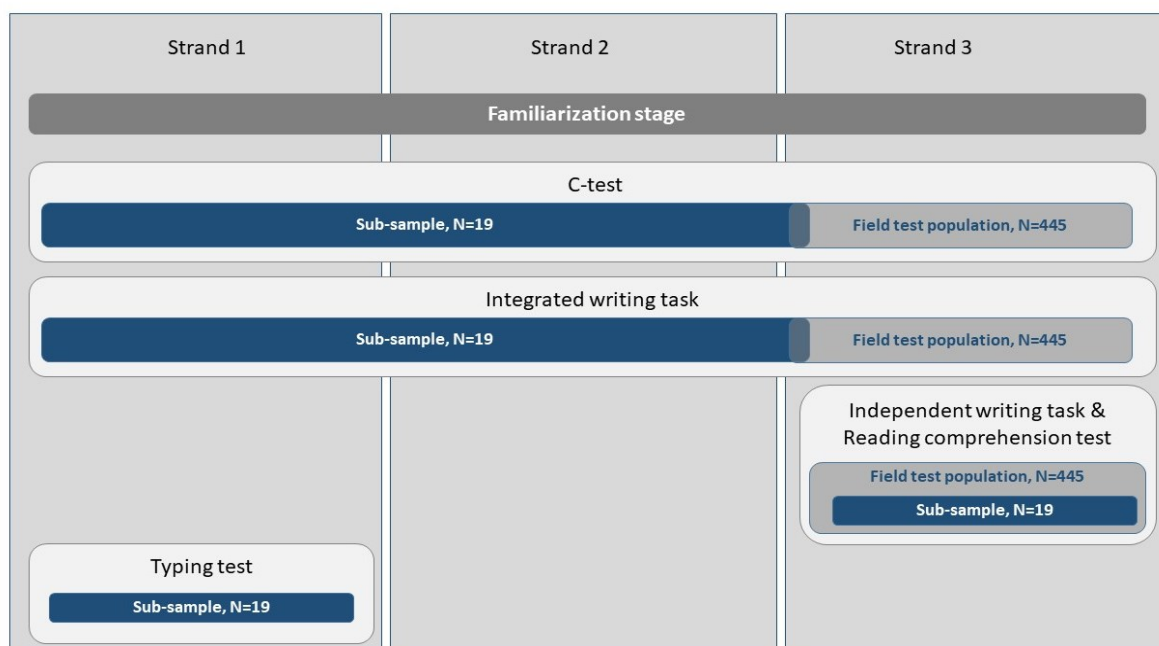 Strand 1
Strand 2
Strand 3
Familiarization stage
C-test
Sub-sample, N=19
Field test population, N=445
Integrated writing task
Sub-sample, N=19
Field test population, N=445
Independent writing task &
Reading comprehension test
Field test population, N=445
Sub-sample, N=19
Typing test
Sub-sample, N=19